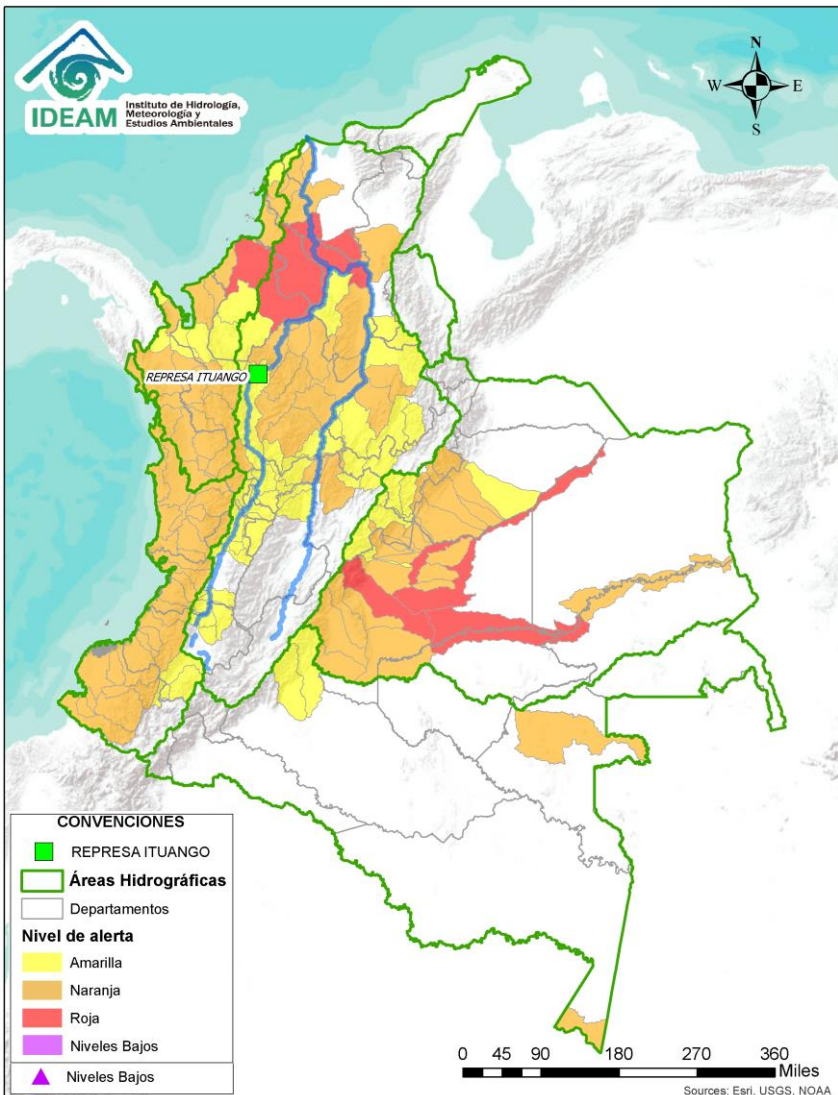 IDEAM
Instituto de Hidrología,
Meteorología y
Estudios Ambientales
N
W
E
S
REPRESA ITUANGO
CONVENCIONES
REPRESA ITUANGO
Áreas Hidrográficas
Departamentos
Nivel de alerta
Amarilla
Naranja
Roja
Niveles Bajos
Niveles Bajos
0 45 90 180 270 360
Miles
Sources: Esri, USGS, NOAA